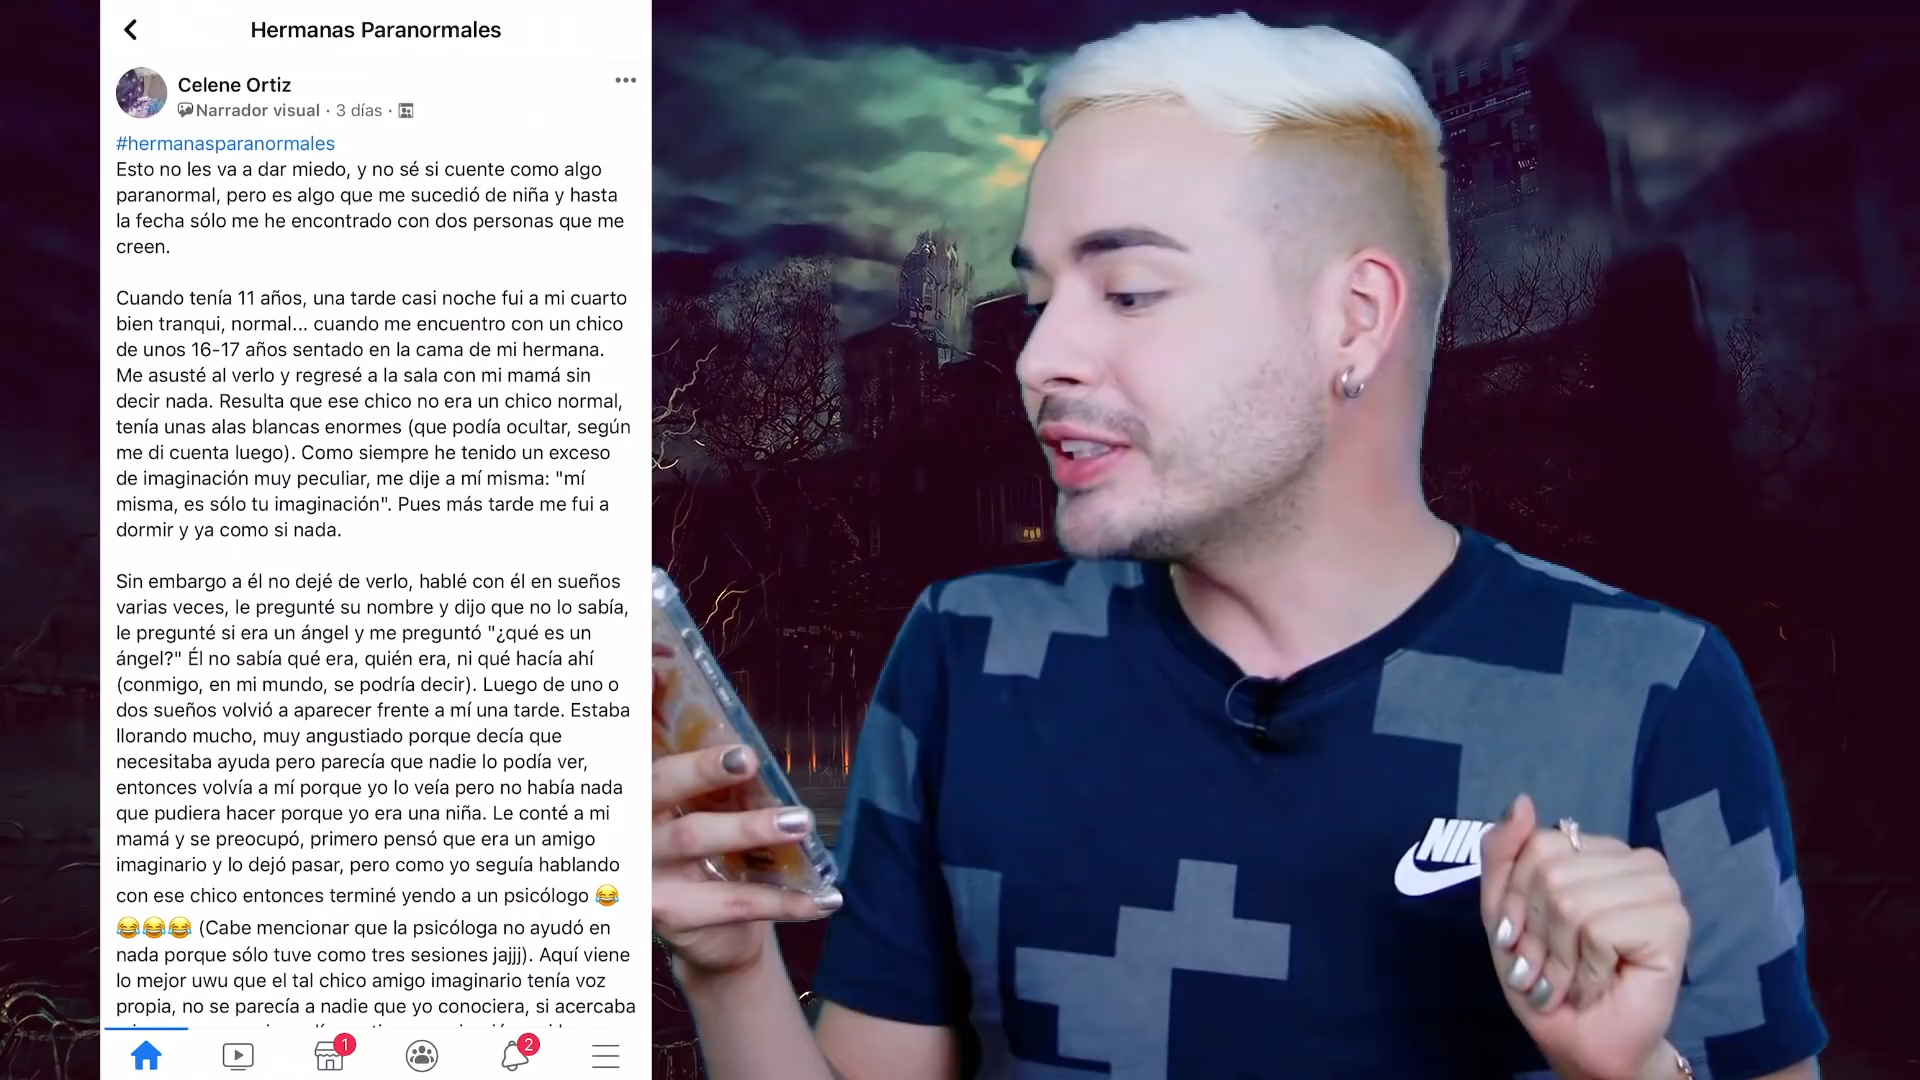 Hermanas Paranormales
Celene Ortiz
Narrador visual · 3 días ·
#hermanasparanormales
Esto no les va a dar miedo, y no sé si cuente como algo
paranormal, pero es algo que me sucedió de niña y hasta
la fecha sólo me he encontrado con dos personas que me
creen.
Cuando tenía 11 años, una tarde casi noche fui a mi cuarto
bien tranqui, normal... cuando me encuentro con un chico
de unos 16-17 años sentado en la cama de mi hermana.
Me asusté al verlo y regresé a la sala con mi mamá sin
decir nada. Resulta que ese chico no era un chico normal,
tenía unas alas blancas enormes (que podía ocultar, según
me di cuenta luego). Como siempre he tenido un exceso
de imaginación muy peculiar, me dije a mí misma: "mí
misma, es sólo tu imaginación". Pues más tarde me fui a
dormir y ya como si nada.
Sin embargo a él no dejé de verlo, hablé con él en sueños
varias veces, le pregunté su nombre y dijo que no lo sabía,
le pregunté si era un ángel y me preguntó "¿qué es un
ángel?" Él no sabía qué era, quién era, ni qué hacía ahí
(conmigo, en mi mundo, se podría decir). Luego de uno o
dos sueños volvió a aparecer frente a mí una tarde. Estaba
llorando mucho, muy angustiado porque decía que
necesitaba ayuda pero parecía que nadie lo podía ver,
entonces volvía a mí porque yo lo veía pero no había nada
que pudiera hacer porque yo era una niña. Le conté a mi
mamá y se preocupó, primero pensó que era un amigo
imaginario y lo dejó pasar, pero como yo seguía hablando
con ese chico entonces terminé yendo a un psicólogo 😂
😂😂😂 (Cabe mencionar que la psicóloga no ayudó en
nada porque sólo tuve como tres sesiones jajjj). Aquí viene
lo mejor uwu que el tal chico amigo imaginario tenía voz
propia, no se parecía a nadie que yo conociera, si acercaba
1
2